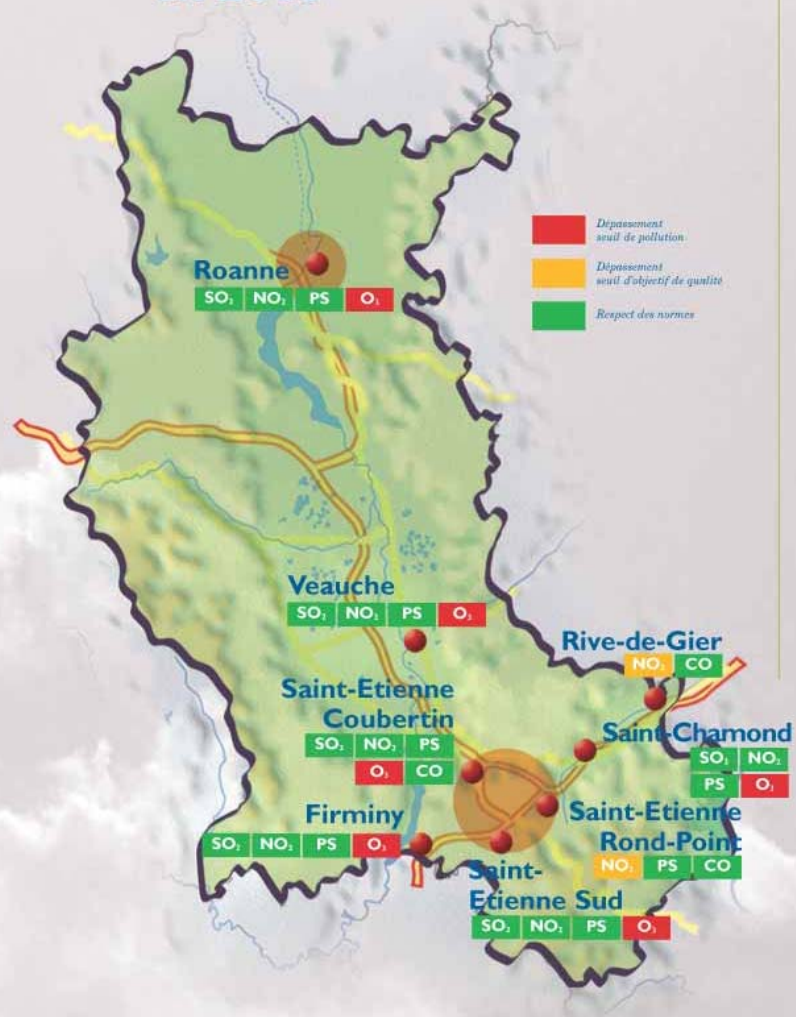 Dépassement
seuil de pollution
Dépassement
seuil d'objectif de qualité
Respect des normes
Roanne
SO₂ NO₂ PS O₃
Veauche
SO₂ NO₂ PS O₃
Rive-de-Gier
NO₂ CO
Saint-Etienne
Coubertin
SO₂ NO₂ PS
O₃ CO
Saint-Chamond
SO₂ NO₂
PS O₃
Firminy
SO₂ NO₂ PS O₃
Saint-Etienne
Rond-Point
NO₂ PS CO
Saint-
Etienne Sud
SO₂ NO₂ PS O₃